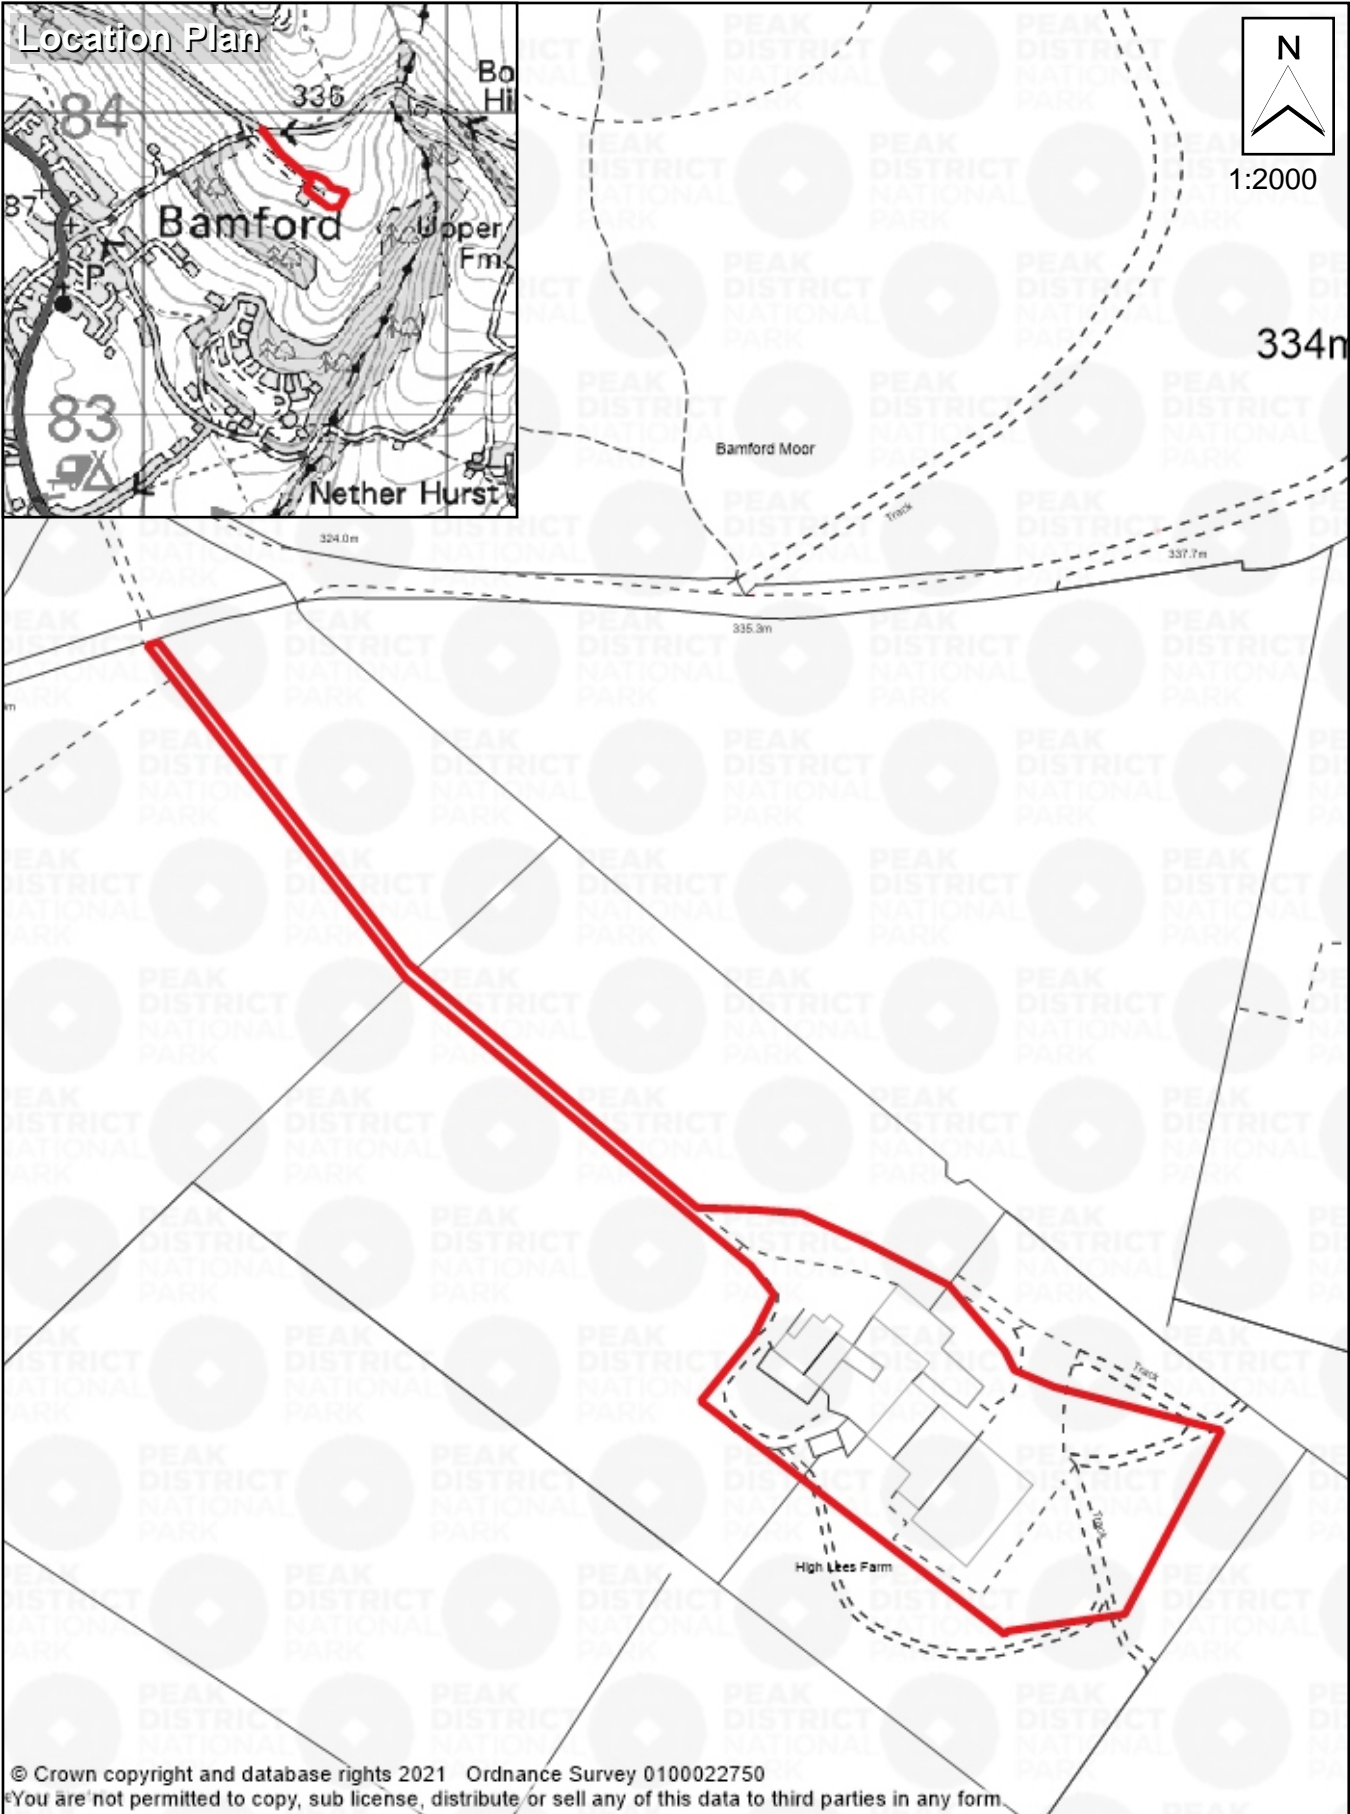 Location Plan
84
336
Bo
Hi
87
Bamford
Upper
Fm
P
83
P
Nether Hurst
N
1:2000
334m
Bamford Moor
Track
324.0m
337.7m
335.3m
m
Track
Track
High Lees Farm
PEAK
DISTRICT
NATIONAL
PARK
© Crown copyright and database rights 2021 Ordnance Survey 0100022750
You are not permitted to copy, sub license, distribute or sell any of this data to third parties in any form.